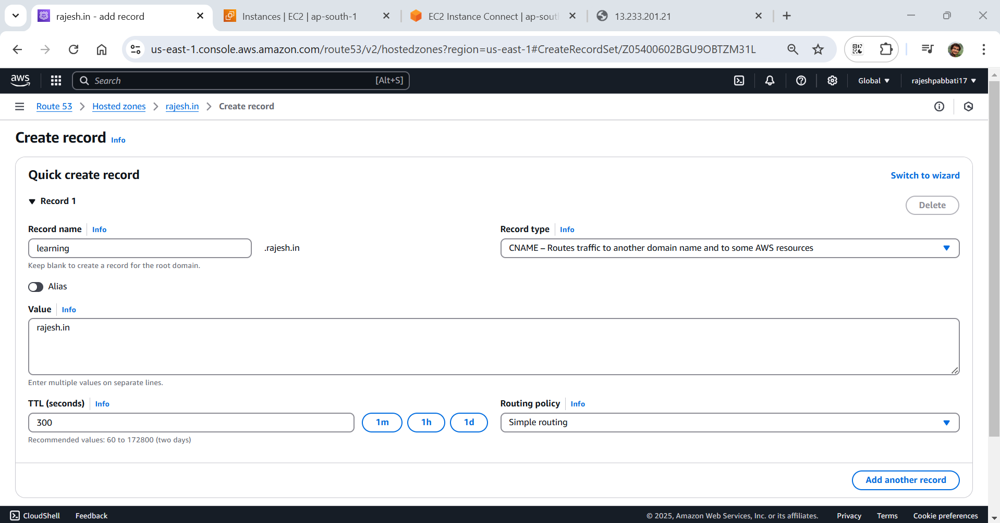 rajesh.in - add record
Instances | EC2 | ap-south-1
EC2 Instance Connect | ap-sout
13.233.201.21
us-east-1.console.aws.amazon.com/route53/v2/hostedzones?region=us-east-1#CreateRecordSet/Z05400602BGU9OBTZM31L
aws
Search
[Alt+S]
Global
rajeshpabbati17
Route 53
Hosted zones
rajesh.in
Create record
Create record Info
Quick create record
Switch to wizard
Record 1
Delete
Record name Info
Record type Info
learning
.rajesh.in
CNAME – Routes traffic to another domain name and to some AWS resources
Keep blank to create a record for the root domain.
Alias
Value Info
rajesh.in
Enter multiple values on separate lines.
TTL (seconds) Info
Routing policy Info
300
1m
1h
1d
Simple routing
Recommended values: 60 to 172800 (two days)
Add another record
CloudShell
Feedback
© 2025, Amazon Web Services, Inc. or its affiliates.
Privacy
Terms
Cookie preferences